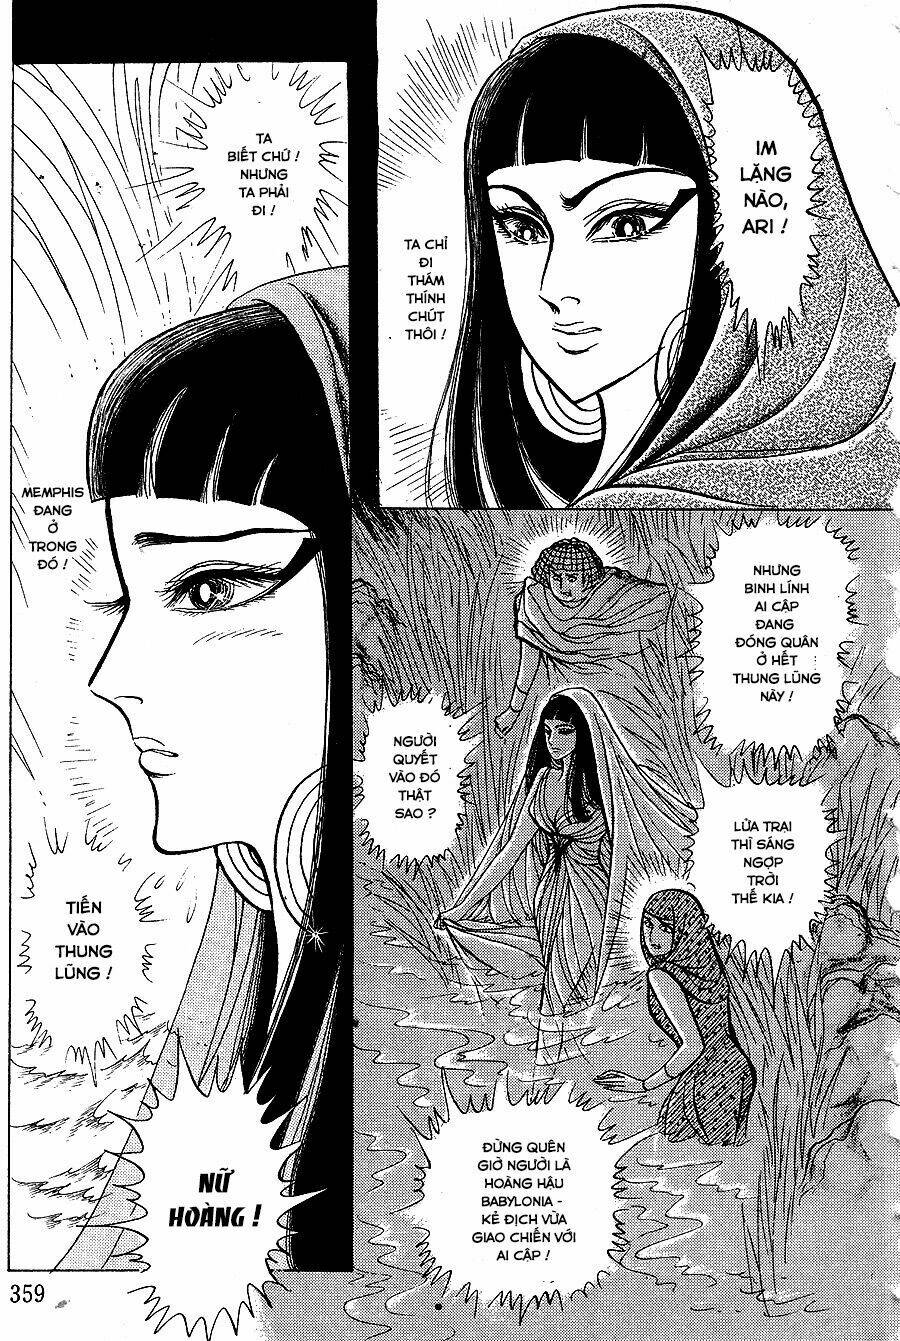 IM
LẶNG
NÀO,
ARI !
TA CHỈ
ĐI
THÁM
THÍNH
CHÚT
THÔI !
NHƯNG
BINH LÍNH
AI CẬP
ĐANG
ĐÓNG QUÂN
Ở HẾT
THUNG LŨNG
NÀY !
LỬA TRẠI
THÌ SÁNG
NGỢP
TRỜI
THẾ KIA !
NGƯỜI
QUYẾT
VÀO ĐÓ
THẬT
SAO ?
ĐỪNG QUÊN
GIỜ NGƯỜI LÀ
HOÀNG HẬU
BABYLONIA -
KẺ ĐỊCH VỪA
GIAO CHIẾN VỚI
AI CẬP !
TA
BIẾT CHỨ !
NHƯNG
TA PHẢI
ĐI !
MEMPHIS
ĐANG
Ở
TRONG
ĐÓ !
TIẾN
VÀO
THUNG
LŨNG !
NỮ
HOÀNG !
359